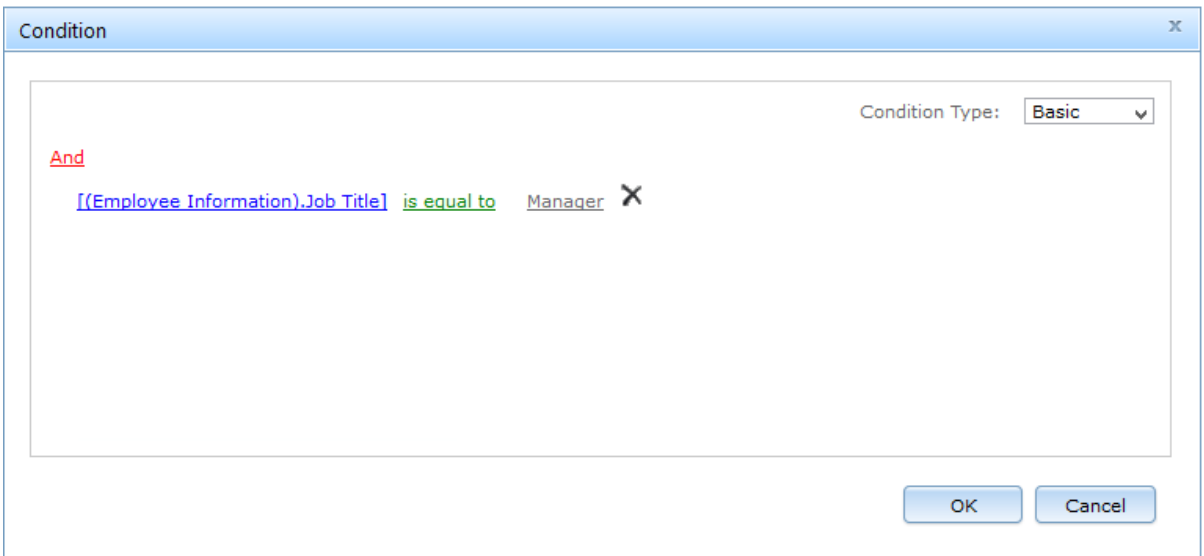 Condition x
Condition Type: Basic
And
[(Employee Information).Job Title] is equal to Manager
OK Cancel